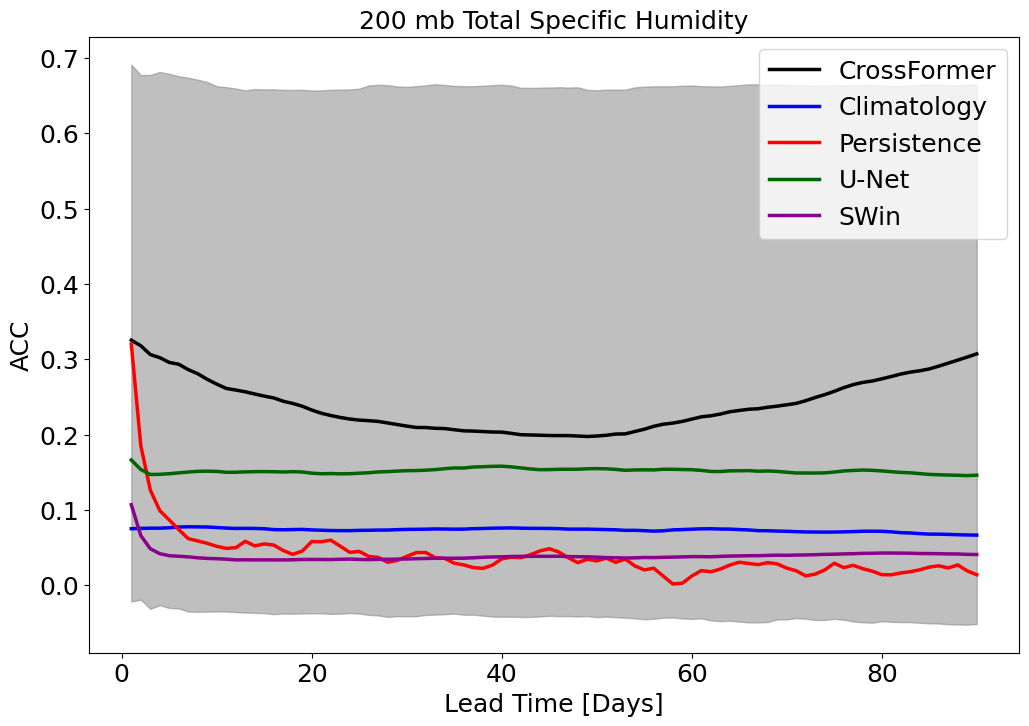 200 mb Total Specific Humidity
CrossFormer
Climatology
Persistence
U-Net
SWin
ACC
0.7
0.6
0.5
0.4
0.3
0.2
0.1
0.0
0 20 40 60 80
Lead Time [Days]